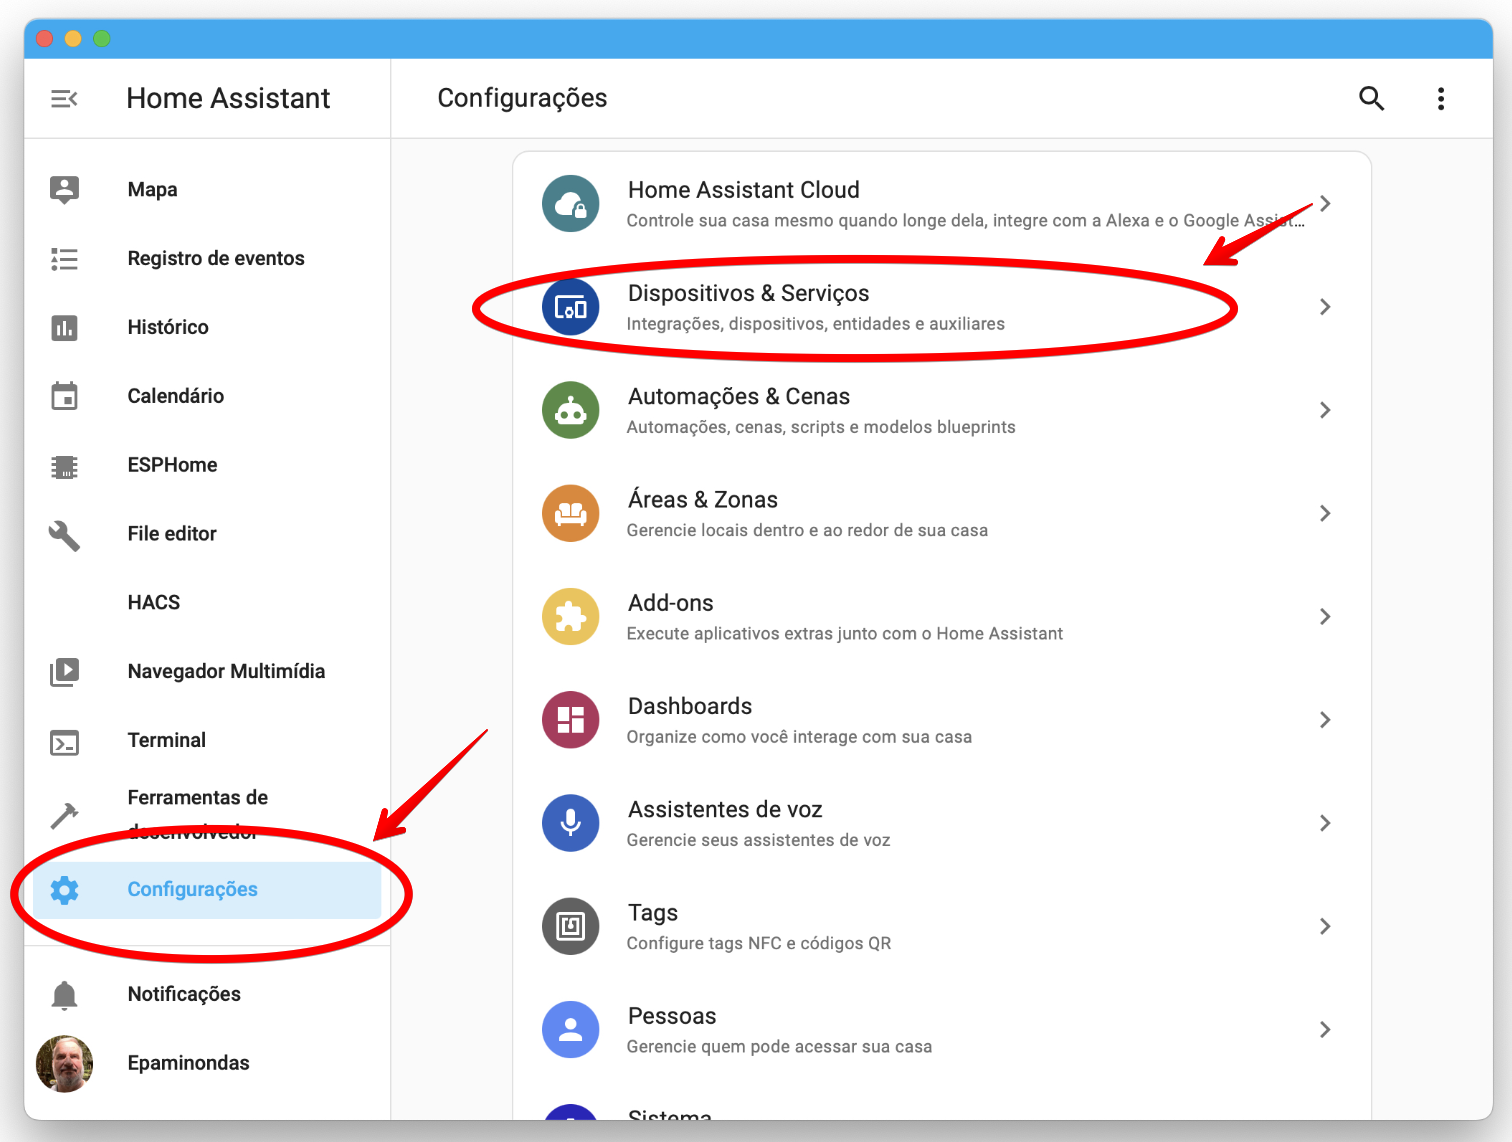 Home Assistant
Configurações
Mapa
Registro de eventos
Histórico
Calendário
ESPHome
File editor
HACS
Navegador Multimídia
Terminal
Ferramentas de
desenvolvedor
Configurações
Notificações
Epaminondas
Home Assistant Cloud
Controle sua casa mesmo quando longe dela, integre com a Alexa e o Google Assist...
Dispositivos & Serviços
Integrações, dispositivos, entidades e auxiliares
Automações & Cenas
Automações, cenas, scripts e modelos blueprints
Áreas & Zonas
Gerencie locais dentro e ao redor de sua casa
Add-ons
Execute aplicativos extras junto com o Home Assistant
Dashboards
Organize como você interage com sua casa
Assistentes de voz
Gerencie seus assistentes de voz
Tags
Configure tags NFC e códigos QR
Pessoas
Gerencie quem pode acessar sua casa
Sistema